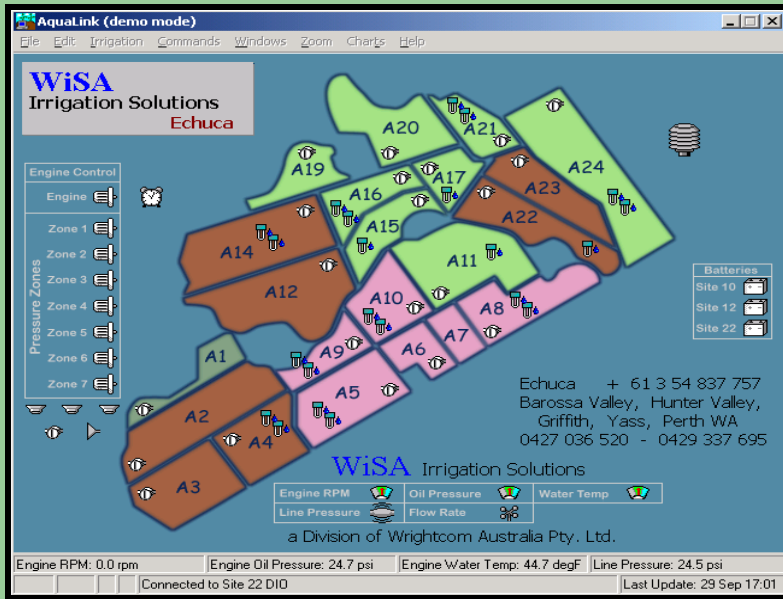 AquaLink (demo mode)
File Edit Irrigation Commands Windows Zoom Charts Help
WiSA
Irrigation Solutions
Echuca
Engine Control
Engine
Pressure Zones
Zone 1
Zone 2
Zone 3
Zone 4
Zone 5
Zone 6
Zone 7
A20
A21
A19
A24
A16
A17
A23
A15
A22
A14
A11
A12
A10
A8
A9
A7
A6
A1
A5
A2
A4
A3
Batteries
Site 10
Site 12
Site 22
Echuca + 61 3 54 837 757
Barossa Valley, Hunter Valley,
Griffith, Yass, Perth WA
0427 036 520 - 0429 337 695
WiSA Irrigation Solutions
Engine RPM Oil Pressure Water Temp
Line Pressure Flow Rate
a Division of Wrightcom Australia Pty. Ltd.
Engine RPM: 0.0 rpm Engine Oil Pressure: 24.7 psi Engine Water Temp: 44.7 degF Line Pressure: 24.5 psi
Connected to Site 22 DIO Last Update: 29 Sep 17:01